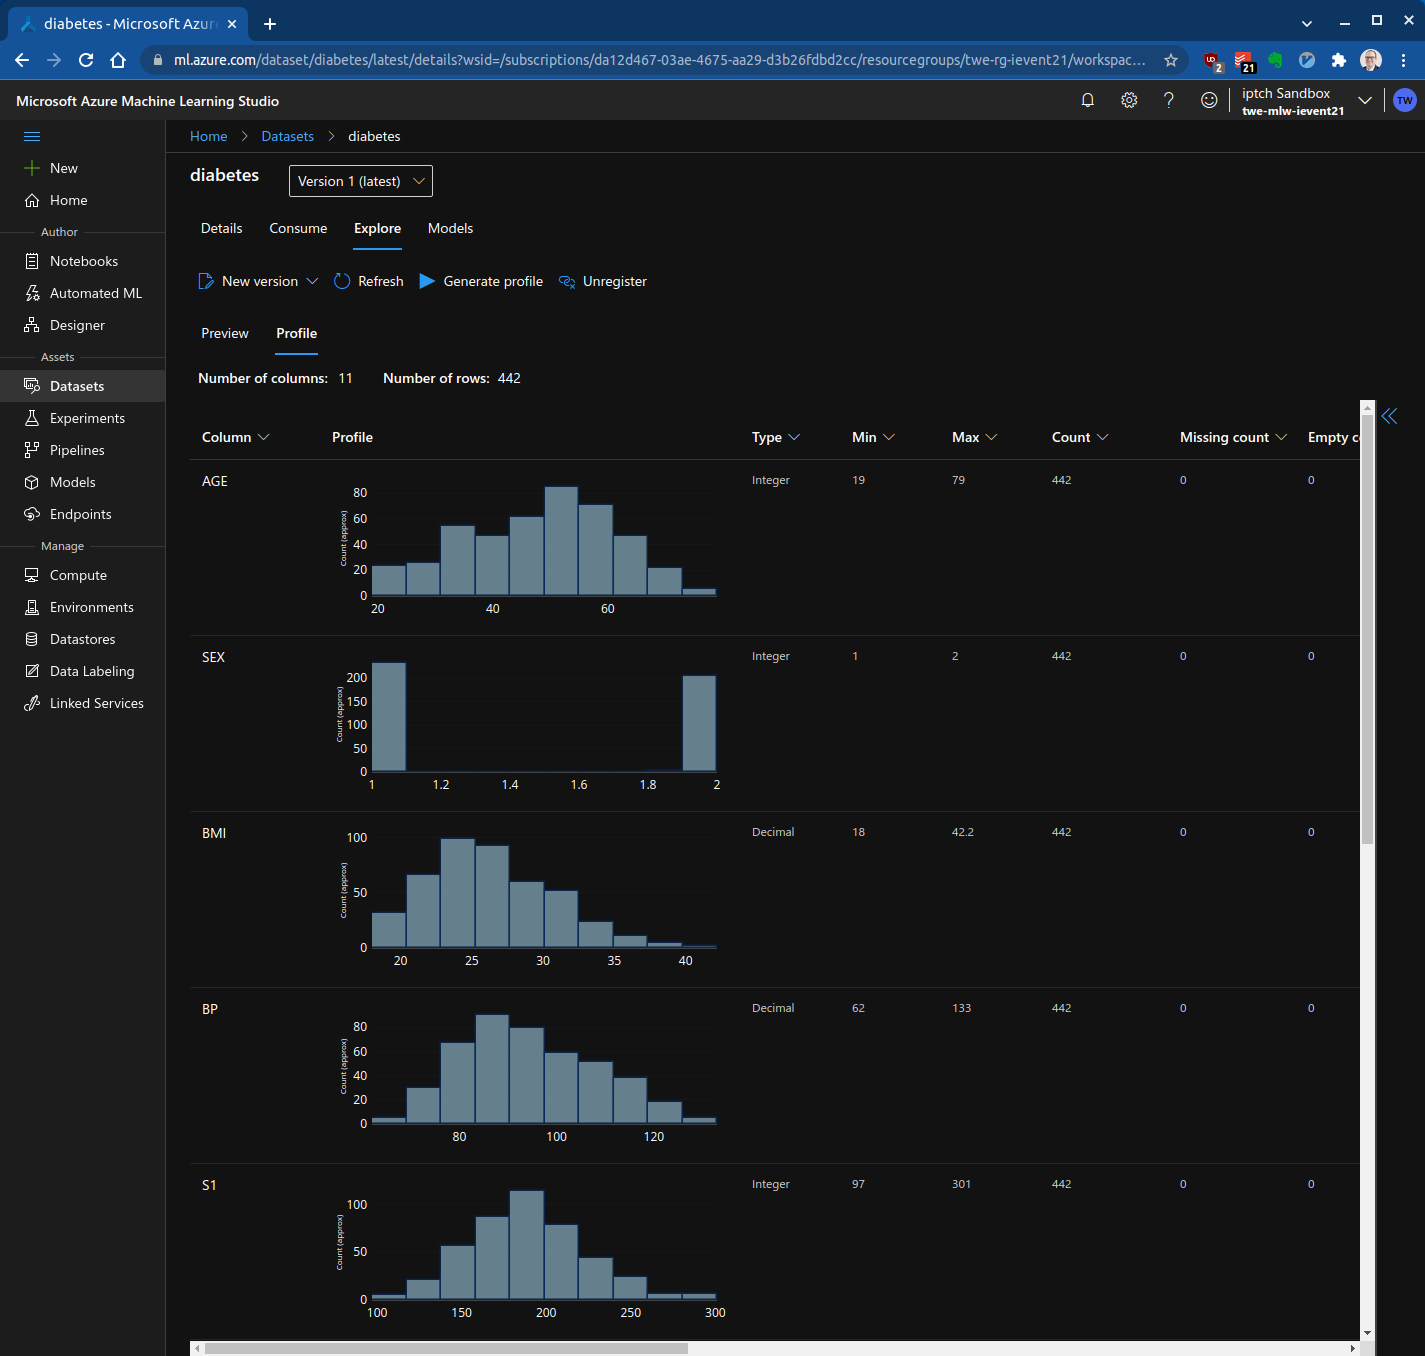 diabetes - Microsoft Azur
ml.azure.com/dataset/diabetes/latest/details?wsid=/subscriptions/da12d467-03ae-4675-aa29-d3b26fdbd2cc/resourcegroups/twe-rg-ievent21/workspac...
2
21
Microsoft Azure Machine Learning Studio
iptch Sandbox
twe-mlw-ievent21
TW
New
Home
Author
Notebooks
Automated ML
Designer
Assets
Datasets
Experiments
Pipelines
Models
Endpoints
Manage
Compute
Environments
Datastores
Data Labeling
Linked Services
Home > Datasets > diabetes
diabetes
Version 1 (latest)
Details Consume Explore Models
New version Refresh Generate profile Unregister
Preview Profile
Number of columns: 11 Number of rows: 442
Column Profile Type Min Max Count Missing count Empty c
AGE Integer 19 79 442 0 0
Count (approx)
80
60
40
20
0
20 40 60
SEX Integer 1 2 442 0 0
Count (approx)
200
150
100
50
0
1 1.2 1.4 1.6 1.8 2
BMI Decimal 18 42.2 442 0 0
Count (approx)
100
50
0
20 25 30 35 40
BP Decimal 62 133 442 0 0
Count (approx)
80
60
40
20
0
80 100 120
S1 Integer 97 301 442 0 0
Count (approx)
100
50
0
100 150 200 250 300